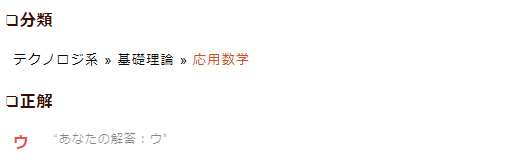 ❏分類
テクノロジ系 » 基礎理論 » 応用数学
❏正解
ウ “あなたの解答：ウ”